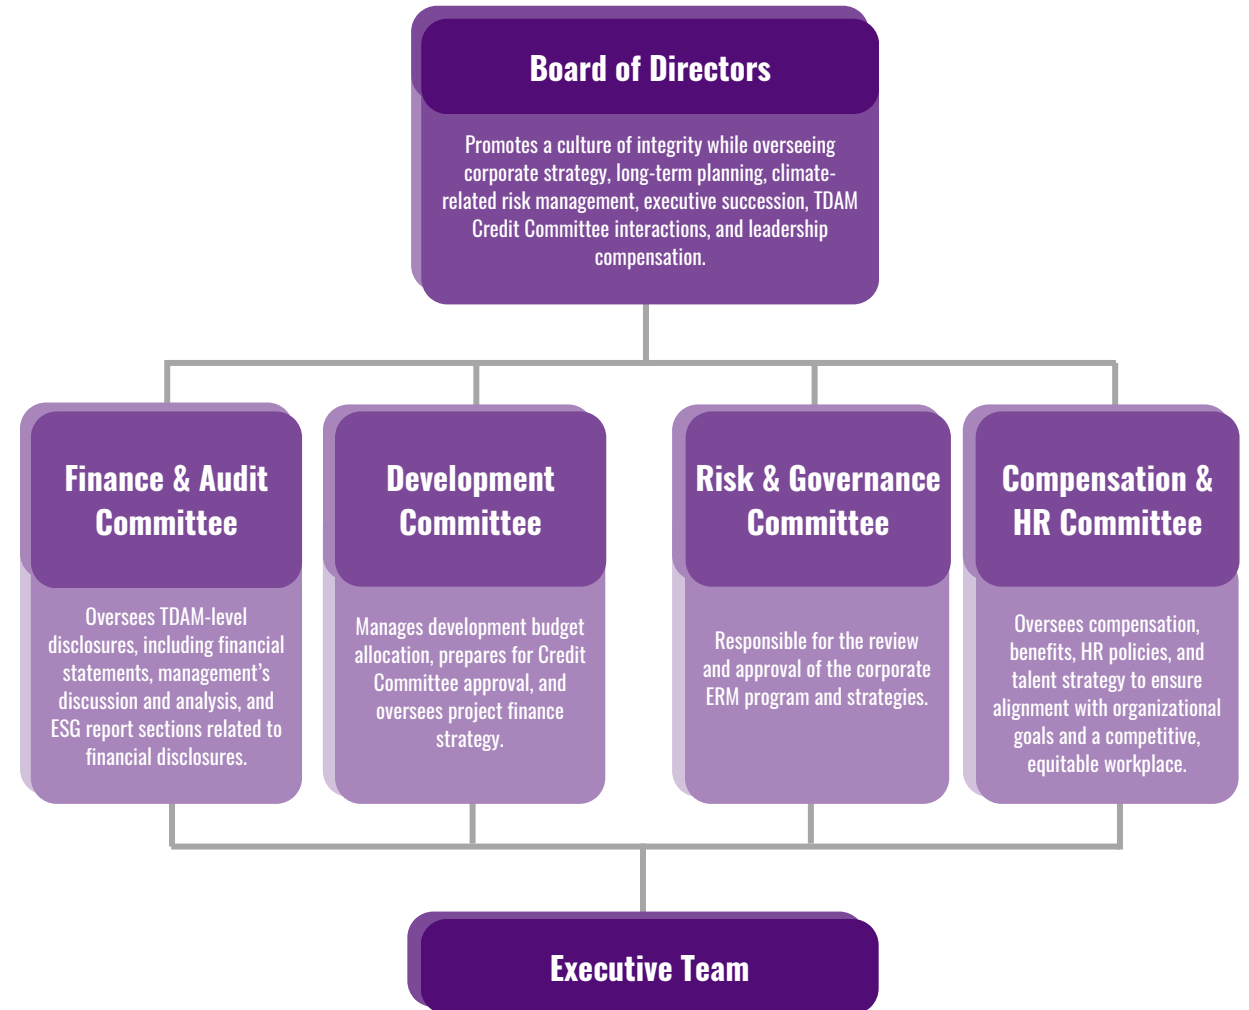 Board of Directors
Promotes a culture of integrity while overseeing
corporate strategy, long-term planning, climate-
related risk management, executive succession, TDAM
Credit Committee interactions, and leadership
compensation.
Finance & Audit
Committee
Oversees TDAM-level
disclosures, including financial
statements, management’s
discussion and analysis, and
ESG report sections related to
financial disclosures.
Development
Committee
Manages development budget
allocation, prepares for Credit
Committee approval, and
oversees project finance
strategy.
Risk & Governance
Committee
Responsible for the review
and approval of the corporate
ERM program and strategies.
Compensation &
HR Committee
Oversees compensation,
benefits, HR policies, and
talent strategy to ensure
alignment with organizational
goals and a competitive,
equitable workplace.
Executive Team